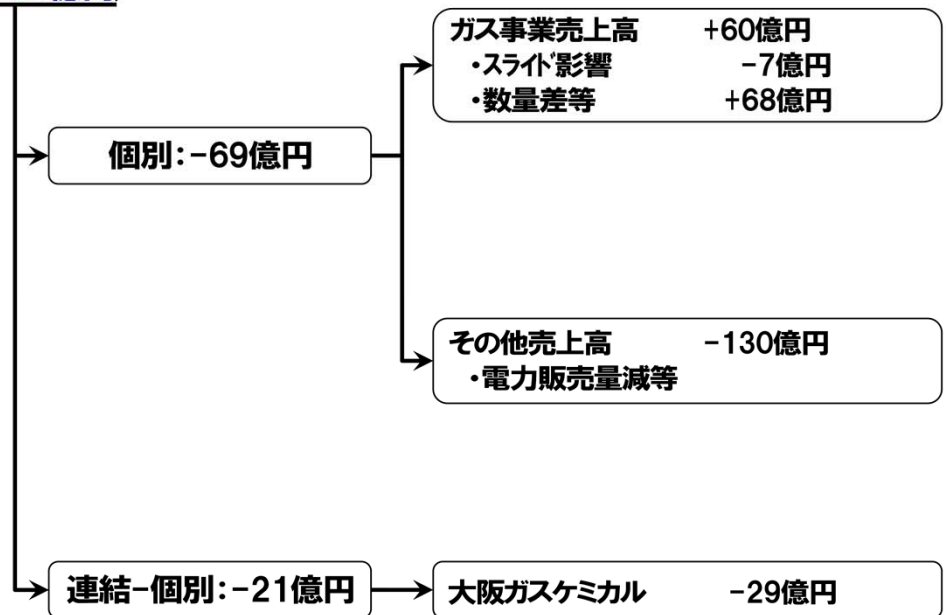 ガス事業売上高 +60億円
・スライド影響 -7億円
・数量差等 +68億円
個別:-69億円
その他売上高 -130億円
・電力販売量減等
連結-個別:-21億円
大阪ガスケミカル -29億円